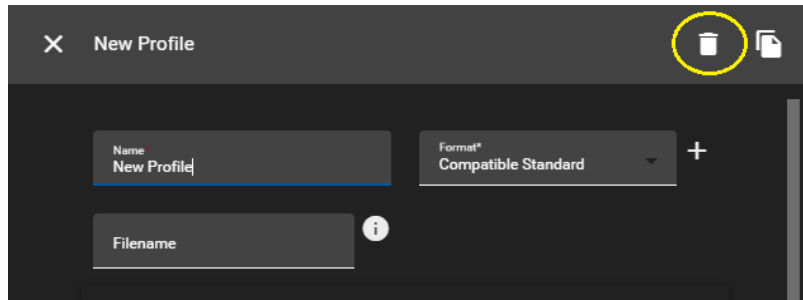 New Profile
Name
New Profile
Format*
Compatible Standard
Filename